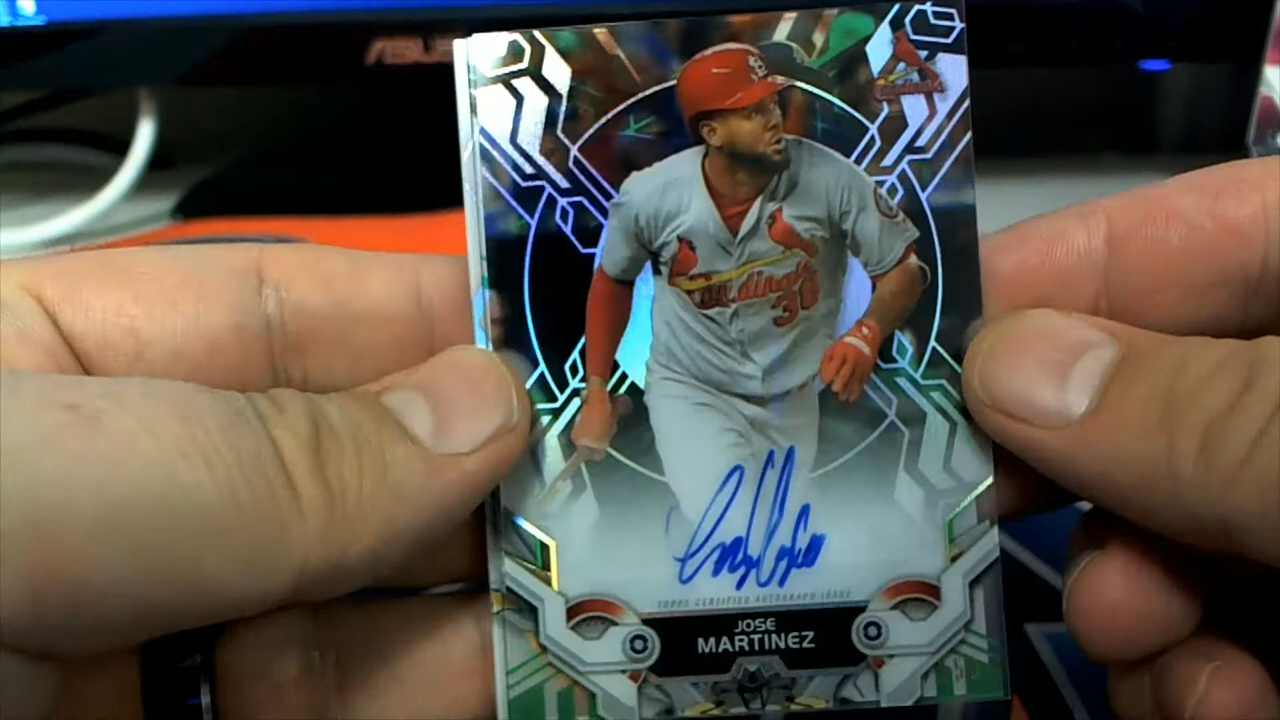 ASUS
Cardinals
Cardinals
38
TOPPS CERTIFIED AUTOGRAPH ISSUE
JOSE
MARTINEZ